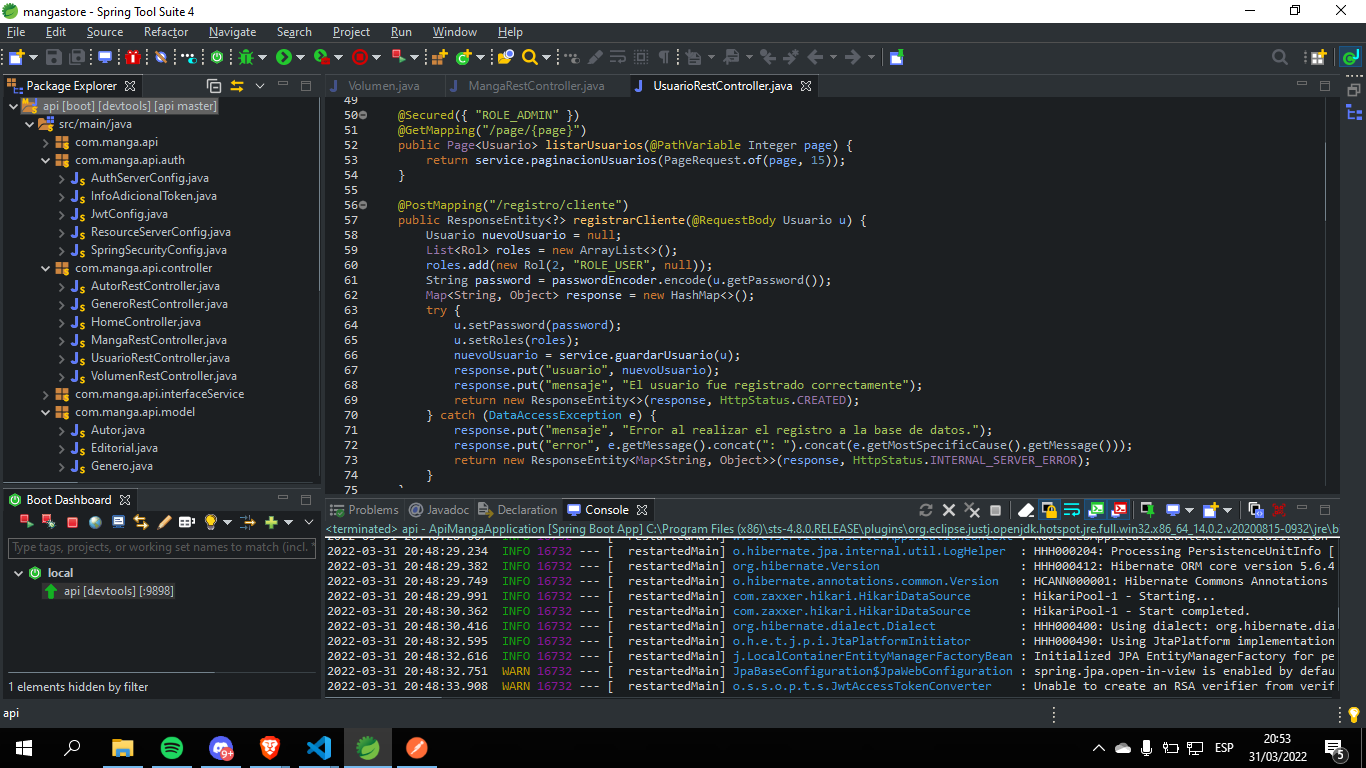 mangastore - Spring Tool Suite 4
File Edit Source Refactor Navigate Search Project Run Window Help
Package Explorer
api [boot] [devtools] [api master]
src/main/java
com.manga.api
com.manga.api.auth
AuthServerConfig.java
InfoAdicionalToken.java
JwtConfig.java
ResourceServerConfig.java
SpringSecurityConfig.java
com.manga.api.controller
AutorRestController.java
GeneroRestController.java
HomeController.java
MangaRestController.java
UsuarioRestController.java
VolumenRestController.java
com.manga.api.interfaceService
com.manga.api.model
Autor.java
Editorial.java
Genero.java
Volumen.java MangaRestController.java UsuarioRestController.java
49
50 @Secured({ "ROLE_ADMIN" })
51 @GetMapping("/page/{page}")
52 public Page<Usuario> listarUsuarios(@PathVariable Integer page) {
53 return service.paginacionUsuarios(PageRequest.of(page, 15));
54 }
55
56 @PostMapping("/registro/cliente")
57 public ResponseEntity<?> registrarCliente(@RequestBody Usuario u) {
58 Usuario nuevoUsuario = null;
59 List<Rol> roles = new ArrayList<>();
60 roles.add(new Rol(2, "ROLE_USER", null));
61 String password = passwordEncoder.encode(u.getPassword());
62 Map<String, Object> response = new HashMap<>();
63 try {
64 u.setPassword(password);
65 u.setRoles(roles);
66 nuevoUsuario = service.guardarUsuario(u);
67 response.put("usuario", nuevoUsuario);
68 response.put("mensaje", "El usuario fue registrado correctamente");
69 return new ResponseEntity<>(response, HttpStatus.CREATED);
70 } catch (DataAccessException e) {
71 response.put("mensaje", "Error al realizar el registro a la base de datos.");
72 response.put("error", e.getMessage().concat(": ").concat(e.getMostSpecificCause().getMessage()));
73 return new ResponseEntity<Map<String, Object>>(response, HttpStatus.INTERNAL_SERVER_ERROR);
74 }
75 }
Boot Dashboard
Type tags, projects, or working set names to match (incl. *
local
api [devtools] [:9898]
1 elements hidden by filter
Problems Javadoc Declaration Console
<terminated> api - ApiMangaApplication [Spring Boot App] C:\Program Files (x86)\sts-4.8.0.RELEASE\plugins\org.eclipse.justj.openjdk.hotspot.jre.full.win32.x86_64_14.0.2.v20200815-0932\jre\b
2022-03-31 20:48:29.234 INFO 16732 --- [ restartedMain] o.hibernate.jpa.internal.util.LogHelper : HHH000204: Processing PersistenceUnitInfo [
2022-03-31 20:48:29.382 INFO 16732 --- [ restartedMain] org.hibernate.Version : HHH000412: Hibernate ORM core version 5.6.4
2022-03-31 20:48:29.749 INFO 16732 --- [ restartedMain] o.hibernate.annotations.common.Version : HCANN000001: Hibernate Commons Annotations
2022-03-31 20:48:29.991 INFO 16732 --- [ restartedMain] com.zaxxer.hikari.HikariDataSource : HikariPool-1 - Starting...
2022-03-31 20:48:30.362 INFO 16732 --- [ restartedMain] com.zaxxer.hikari.HikariDataSource : HikariPool-1 - Start completed.
2022-03-31 20:48:30.416 INFO 16732 --- [ restartedMain] org.hibernate.dialect.Dialect : HHH000400: Using dialect: org.hibernate.dia
2022-03-31 20:48:32.595 INFO 16732 --- [ restartedMain] o.h.e.t.j.p.i.JtaPlatformInitiator : HHH000490: Using JtaPlatform implementation
2022-03-31 20:48:32.616 INFO 16732 --- [ restartedMain] j.LocalContainerEntityManagerFactoryBean : Initialized JPA EntityManagerFactory for pe
2022-03-31 20:48:32.751 WARN 16732 --- [ restartedMain] JpaBaseConfiguration$JpaWebConfiguration : spring.jpa.open-in-view is enabled by defau
2022-03-31 20:48:33.908 WARN 16732 --- [ restartedMain] o.s.s.o.p.t.s.JwtAccessTokenConverter : Unable to create an RSA verifier from verif
api
9+
ESP
20:53
31/03/2022
5